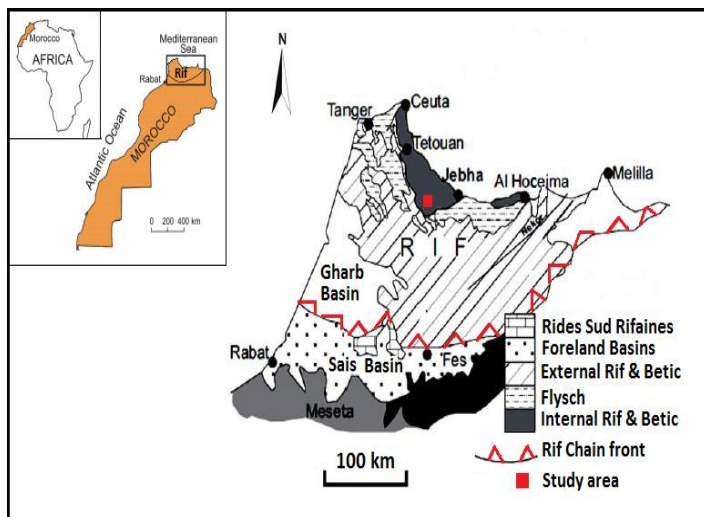 Morocco
AFRICA
Mediterranean
Sea
Rif
Rabat
Atlantic Ocean
MOROCCO
0 200 400 km
N
Ceuta
Tanger
Tetouan
Jebha
Al Hoceima
Melilla
Nekor
R I F
Gharb
Basin
Rabat
Sais Basin
Fes
Meseta
100 km
Rides Sud Rifaines
Foreland Basins
External Rif & Betic
Flysch
Internal Rif & Betic
Rif Chain front
Study area